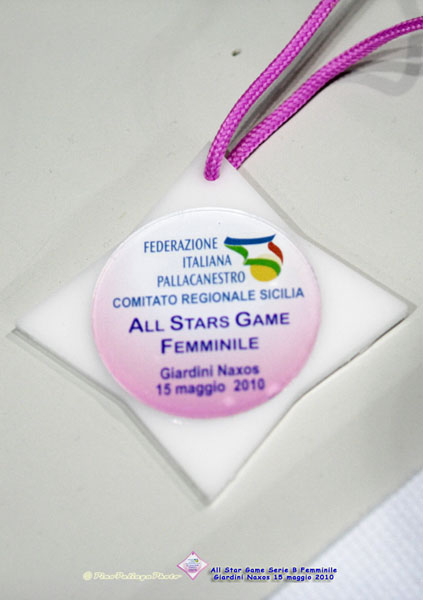 FEDERAZIONE
ITALIANA
PALLACANESTRO
COMITATO REGIONALE SICILIA
ALL STARS GAME
FEMMINILE
Giardini Naxos
15 maggio 2010
All Star Game Serie B Femminile
Giardini Naxos 15 maggio 2010